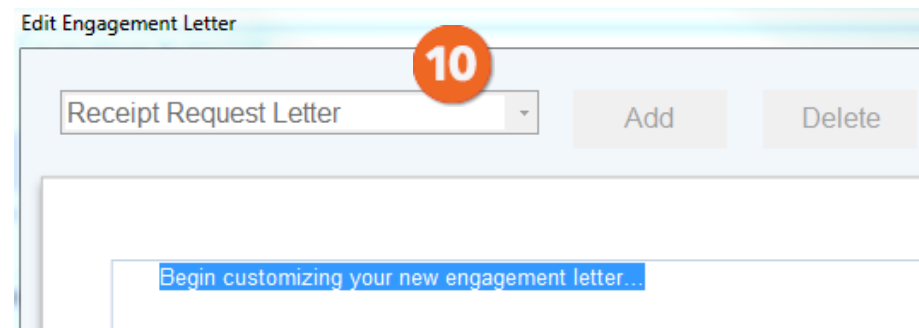 Edit Engagement Letter
10
Receipt Request Letter Add Delete
Begin customizing your new engagement letter...